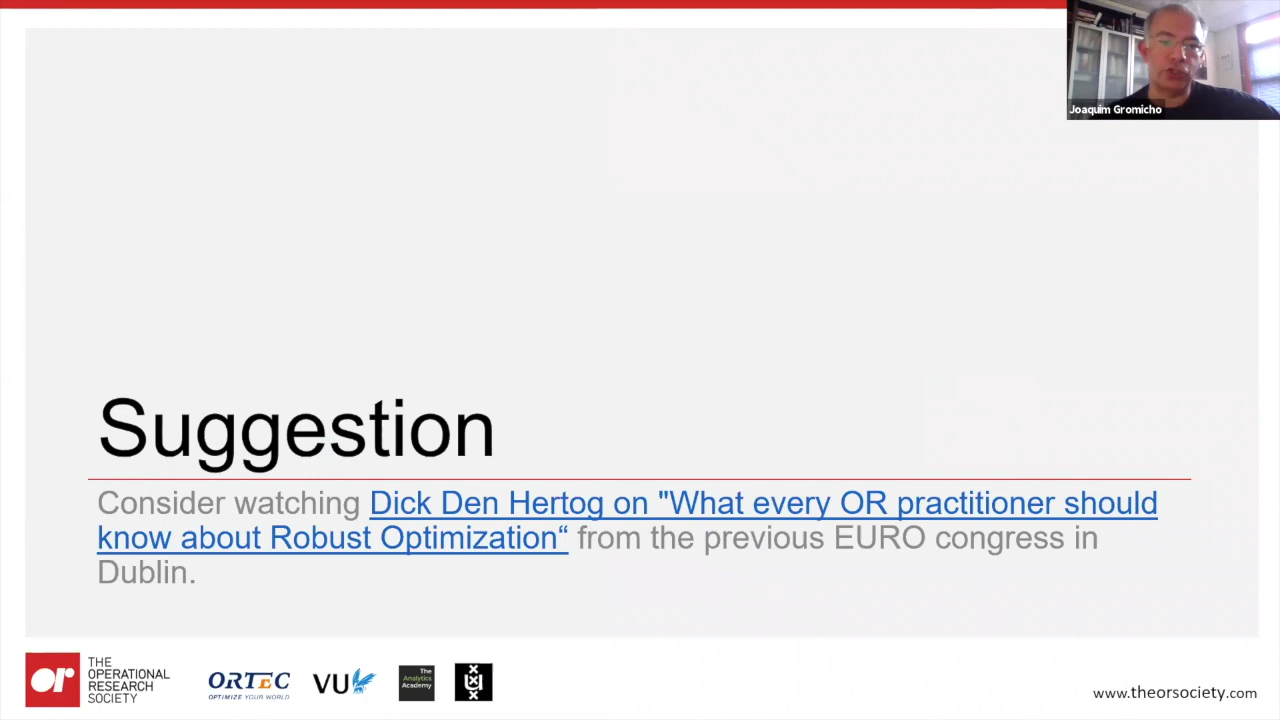 Joaquim Gromicho
Suggestion
Consider watching Dick Den Hertog on "What every OR practitioner should
know about Robust Optimization“ from the previous EURO congress in
Dublin.
or
THE
OPERATIONAL
RESEARCH
SOCIETY
ORTEC
OPTIMIZE YOUR WORLD
VU
The
Analytics
Academy
www.theorsociety.com